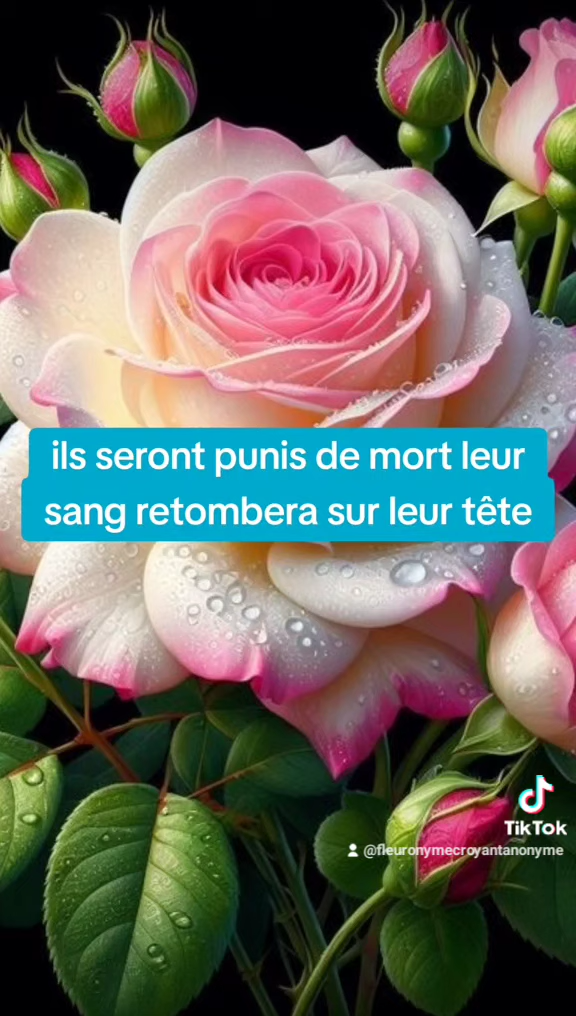 ils seront punis de mort leur
sang retombera sur leur tête
TikTok
@fleuronymecroyantanonyme